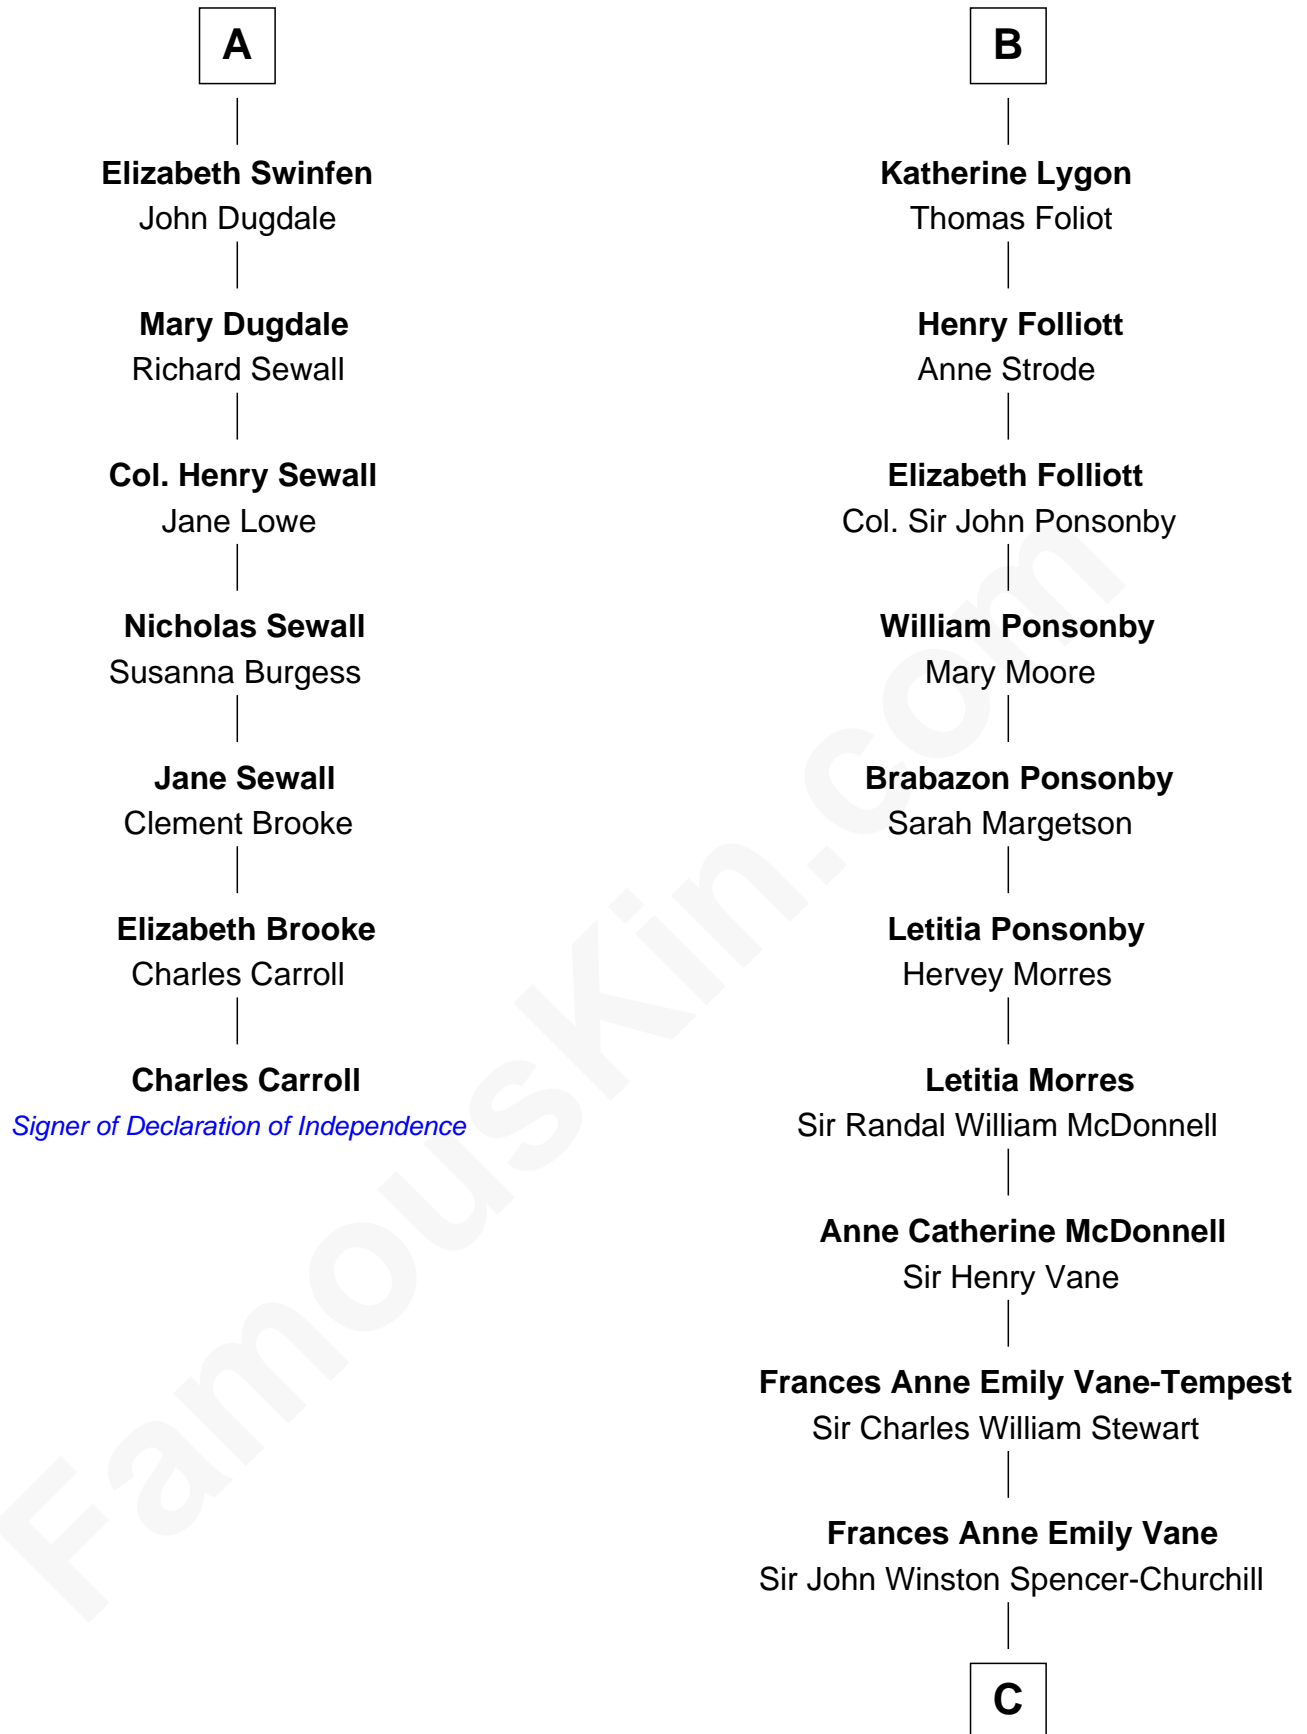 A
Elizabeth Swinfen
John Dugdale
Mary Dugdale
Richard Sewall
Col. Henry Sewall
Jane Lowe
Nicholas Sewall
Susanna Burgess
Jane Sewall
Clement Brooke
Elizabeth Brooke
Charles Carroll
Charles Carroll
Signer of Declaration of Independence
B
Katherine Lygon
Thomas Foliot
Henry Folliott
Anne Strode
Elizabeth Folliott
Col. Sir John Ponsonby
William Ponsonby
Mary Moore
Brabazon Ponsonby
Sarah Margetson
Letitia Ponsonby
Hervey Morres
Letitia Morres
Sir Randal William McDonnell
Anne Catherine McDonnell
Sir Henry Vane
Frances Anne Emily Vane-Tempest
Sir Charles William Stewart
Frances Anne Emily Vane
Sir John Winston Spencer-Churchill
C
FamousKin.com